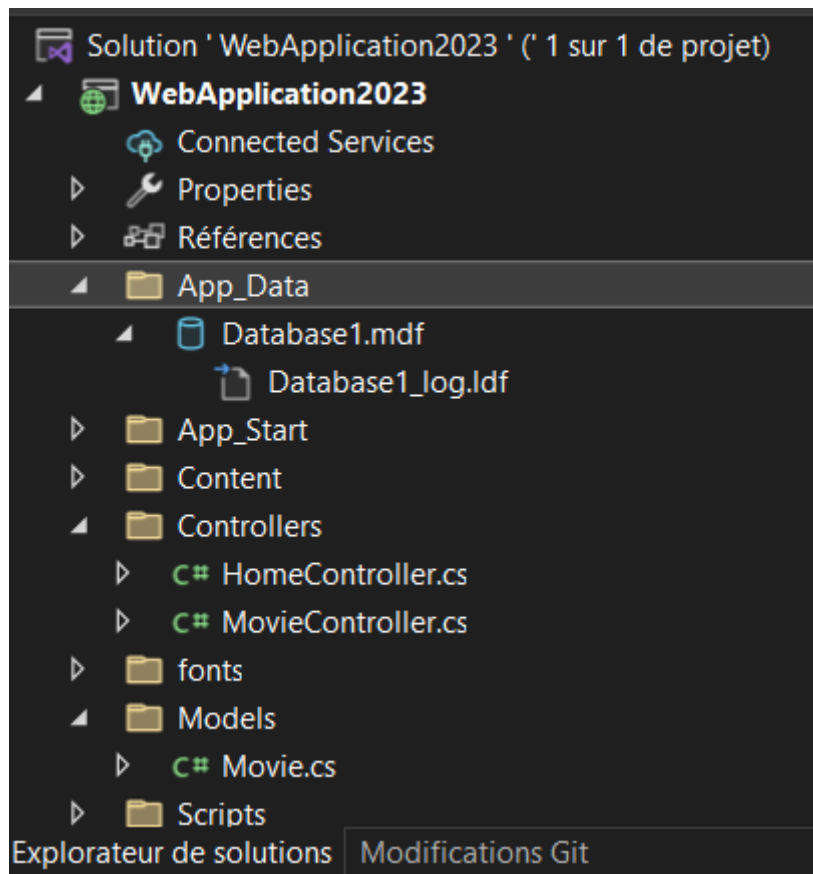 Solution ' WebApplication2023 ' (' 1 sur 1 de projet)
WebApplication2023
Connected Services
Properties
Références
App_Data
Database1.mdf
Database1_log.ldf
App_Start
Content
Controllers
C# HomeController.cs
C# MovieController.cs
fonts
Models
C# Movie.cs
Scripts
Explorateur de solutions Modifications Git